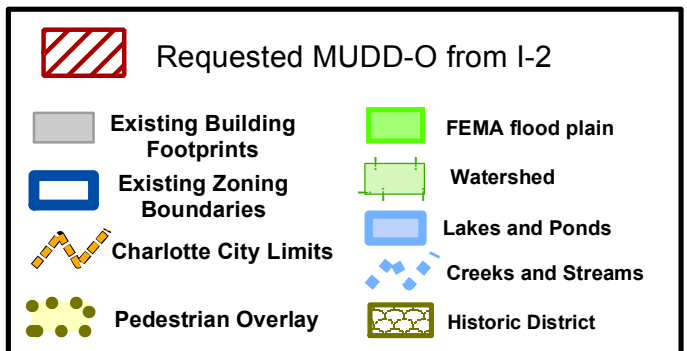 Requested MUDD-O from I-2
Existing Building
Footprints
Existing Zoning
Boundaries
Charlotte City Limits
Pedestrian Overlay
FEMA flood plain
Watershed
Lakes and Ponds
Creeks and Streams
Historic District